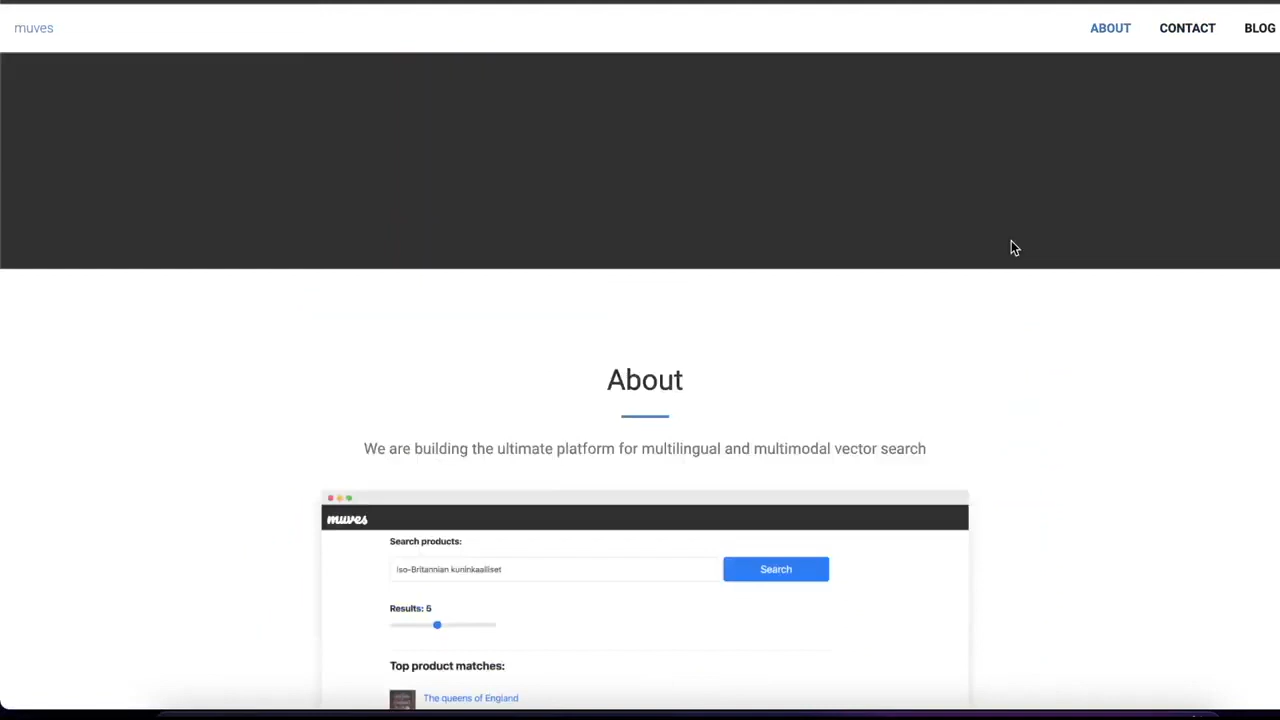 muves
ABOUT CONTACT BLOG
About
We are building the ultimate platform for multilingual and multimodal vector search
muves
Search products:
Iso-Britannian kuninkaalliset
Search
Results: 5
Top product matches:
The queens of England